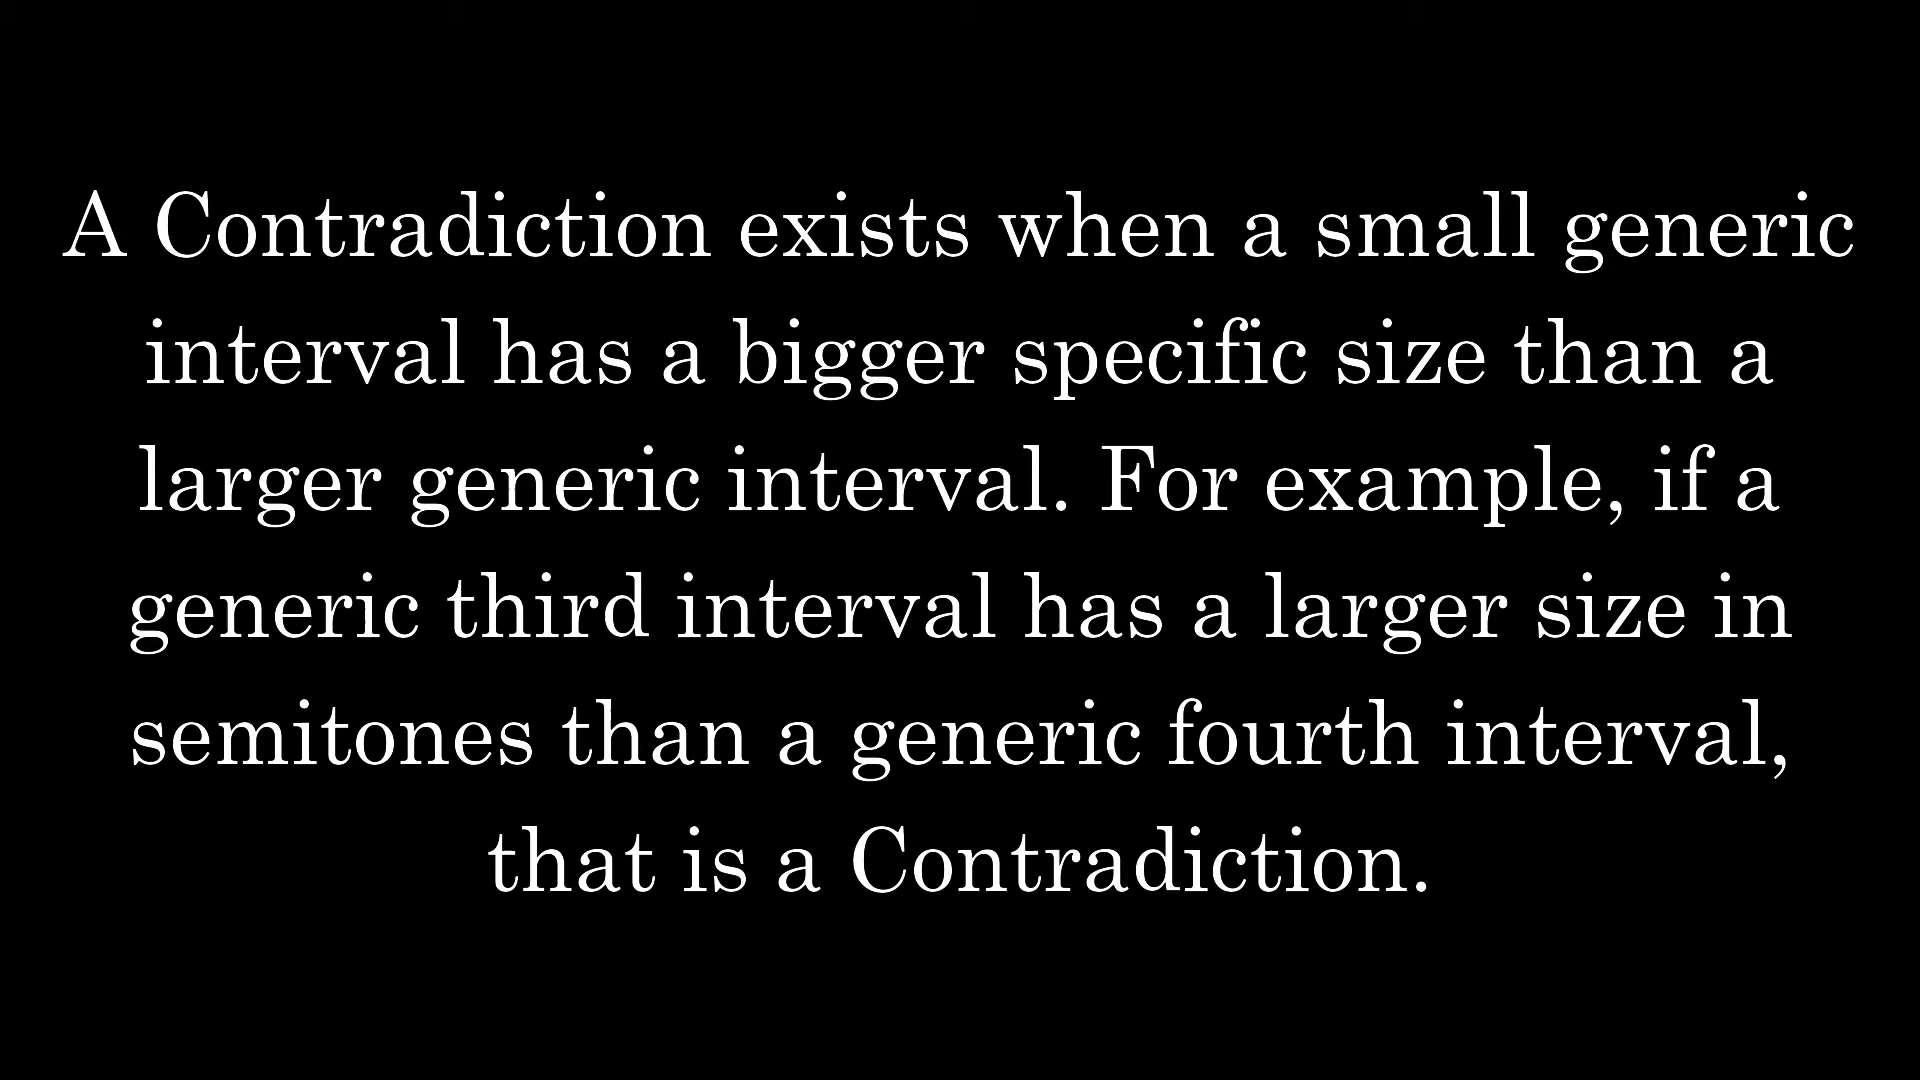 A Contradiction exists when a small generic
interval has a bigger specific size than a
larger generic interval. For example, if a
generic third interval has a larger size in
semitones than a generic fourth interval,
that is a Contradiction.